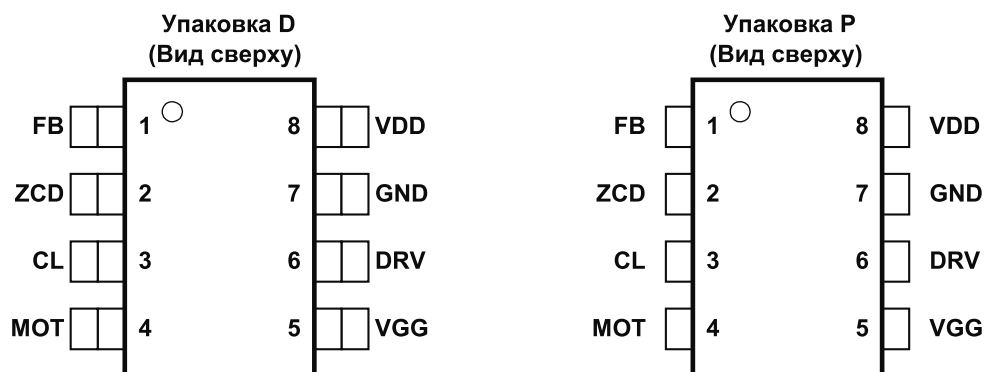 Упаковка D
(Вид сверху)
FB 1 8 VDD
ZCD 2 7 GND
CL 3 6 DRV
MOT 4 5 VGG
Упаковка P
(Вид сверху)
FB 1 8 VDD
ZCD 2 7 GND
CL 3 6 DRV
MOT 4 5 VGG